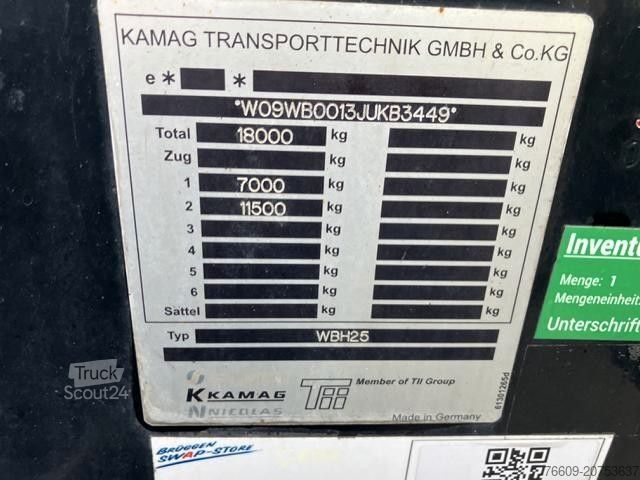 KAMAG TRANSPORTTECHNIK GMBH & Co.KG
e* *
*W09WB0013JUKB3449*
Total 18000 kg kg
Zug kg kg
1 7000 kg kg
2 11500 kg kg
3 kg kg
4 kg kg
5 kg kg
6 kg kg
Sattel kg kg
Typ WBH25
KAMAG TII Member of TII Group
NICOLAS Made in Germany
61301265d
Invent
Menge: 1
Mengeneinheit:
Unterschrift
Truck
Scout24
BRÜGGEN
SWAP-STORE
76609-20753637